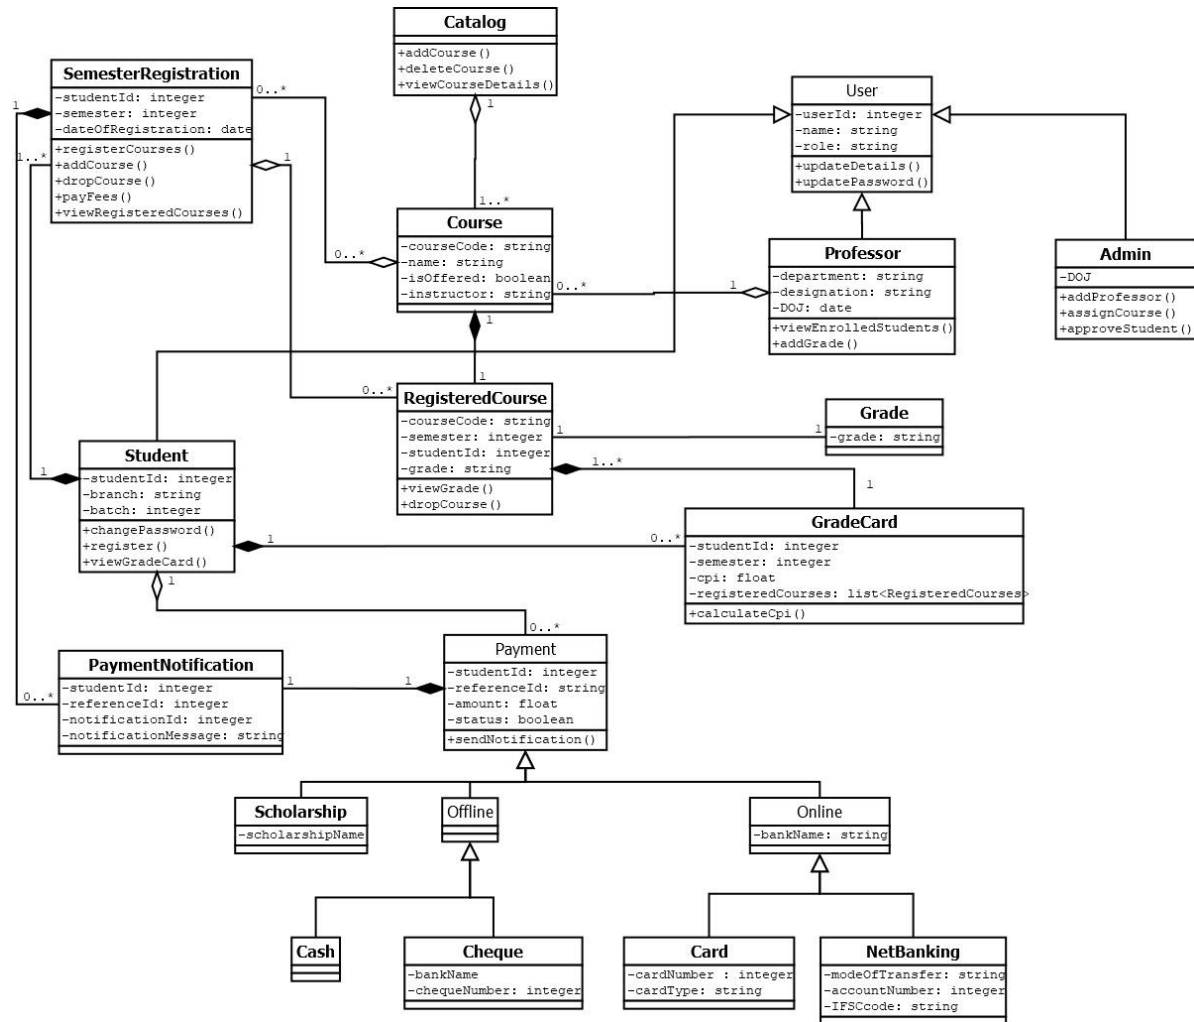 Catalog
+addCourse()
+deleteCourse()
+viewCourseDetails()
1
1..*
SemesterRegistration
-studentId: integer
-semester: integer
-dateOfRegistration: date
+registerCourses()
+addCourse()
+dropCourse()
+payFees()
+viewRegisteredCourses()
0..*
1
1..*
1
User
-userId: integer
-name: string
-role: string
+updateDetails()
+updatePassword()
Course
-courseCode: string
-name: string
-isOffered: boolean
-instructor: string
0..*
0..*
1
1
Professor
-department: string
-designation: string
-DOJ: date
+viewEnrolledStudents()
+addGrade()
1
Admin
-DOJ
+addProfessor()
+assignCourse()
+approveStudent()
0..*
RegisteredCourse
-courseCode: string
-semester: integer
-studentId: integer
-grade: string
+viewGrade()
+dropCourse()
1
1..*
1
Grade
-grade: string
Student
-studentId: integer
-branch: string
-batch: integer
+changePassword()
+register()
+viewGradeCard()
1
1
1
0..*
1
GradeCard
-studentId: integer
-semester: integer
-cpi: float
-registeredCourses: list<RegisteredCourses>
+calculateCpi()
0..*
Payment
-studentId: integer
-referenceId: string
-amount: float
-status: boolean
+sendNotification()
1
1
PaymentNotification
-studentId: integer
-referenceId: integer
-notificationId: integer
-notificationMessage: string
0..*
Scholarship
-scholarshipName
Offline
Online
-bankName: string
Cash
Cheque
-bankName
-chequeNumber: integer
Card
-cardNumber : integer
-cardType: string
NetBanking
-modeOfTransfer: string
-accountNumber: integer
-IFSCcode: string